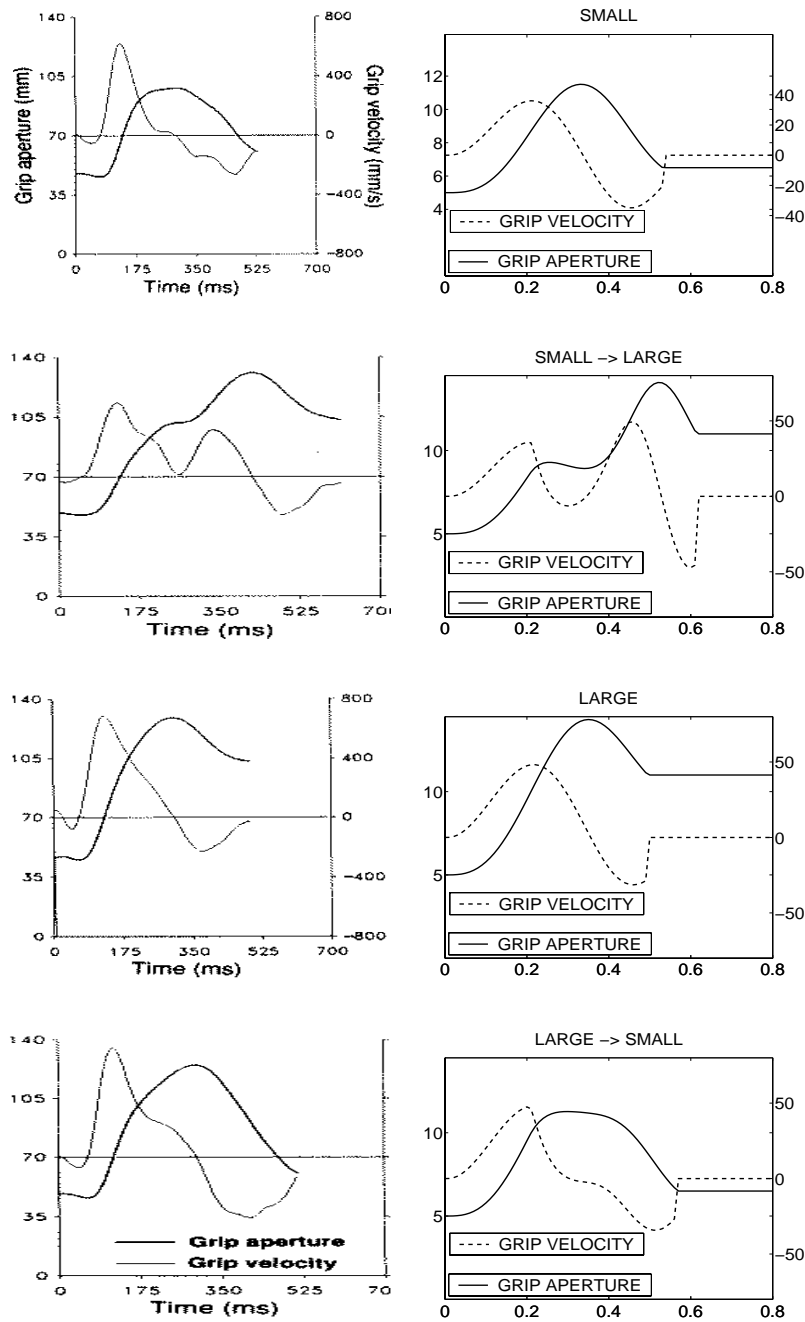 SMALL
140
105
70
35
0
Grip aperture (mm)
800
400
0
−400
−800
Grip velocity (mm/s)
0 175 350 525 700
Time (ms)
12
10
8
6
4
40
20
0
−20
−40
GRIP VELOCITY
GRIP APERTURE
0 0.2 0.4 0.6 0.8
SMALL −> LARGE
140
105
70
35
0
0 175 350 525 70
Time (ms)
10
5
50
0
−50
GRIP VELOCITY
GRIP APERTURE
0 0.2 0.4 0.6 0.8
LARGE
140
105
70
35
0
800
400
0
−400
−800
0 175 350 525 700
Time (ms)
10
5
50
0
−50
GRIP VELOCITY
GRIP APERTURE
0 0.2 0.4 0.6 0.8
LARGE −> SMALL
140
105
70
35
0
Grip aperture
Grip velocity
0 175 350 525 70
Time (ms)
10
5
50
0
−50
GRIP VELOCITY
GRIP APERTURE
0 0.2 0.4 0.6 0.8